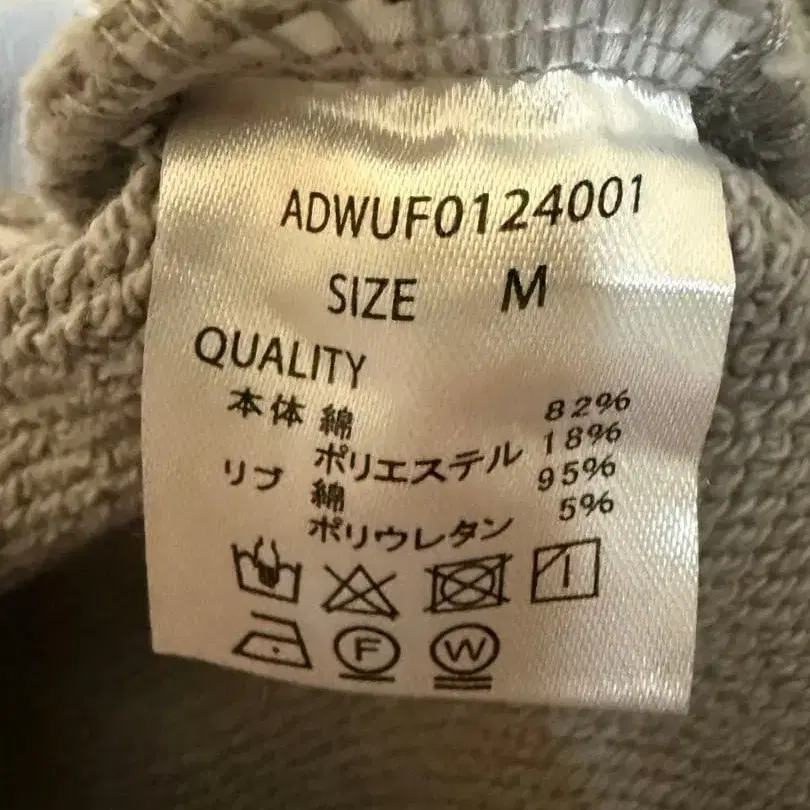 ADWUF0124001
SIZE M
QUALITY
本体 綿 82%
ポリエステル 18%
リブ 綿 95%
ポリウレタン 5%
F W